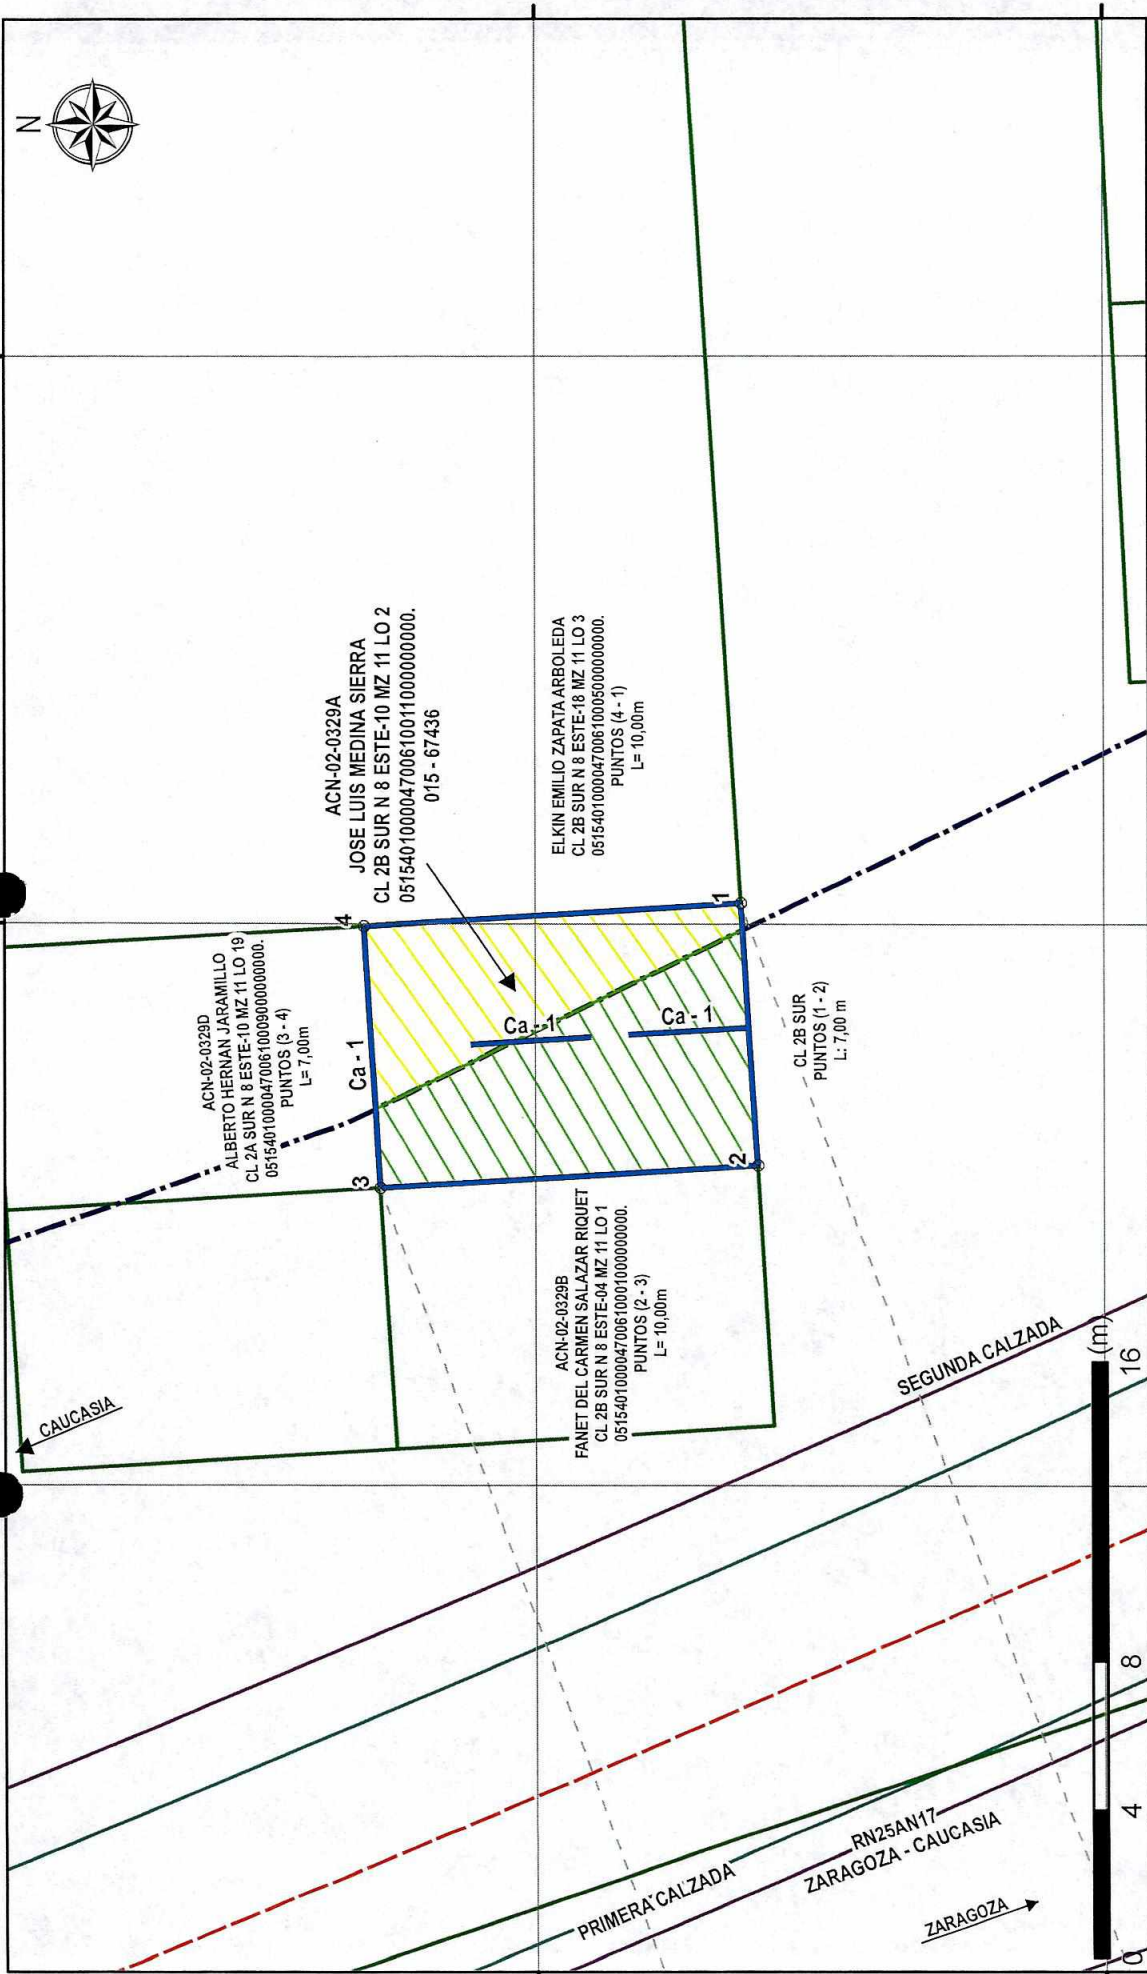 N
ACN-02-0329A
JOSE LUIS MEDINA SIERRA
CL 2B SUR N 8 ESTE-10 MZ 11 LO 2
051540100004700610011000000000.
015 - 67436
ACN-02-0329D
ALBERTO HERNAN JARAMILLO
CL 2A SUR N 8 ESTE-10 MZ 11 LO 19
051540100004700610009000000000.
PUNTOS (3 - 4)
L= 7,00m
ELKIN EMILIO ZAPATA ARBOLEDA
CL 2B SUR N 8 ESTE-18 MZ 11 LO 3
051540100004700610005000000000.
PUNTOS (4 - 1)
L= 10,00m
4
1
3
2
Ca - 1
Ca - 1
Ca - 1
CL 2B SUR
PUNTOS (1 - 2)
L: 7,00 m
ACN-02-0329B
FANET DEL CARMEN SALAZAR RIQUET
CL 2B SUR N 8 ESTE-04 MZ 11 LO 1
051540100004700610001000000000.
PUNTOS (2 - 3)
L= 10,00m
CAUCASIA
SEGUNDA CALZADA
PRIMERA CALZADA
RN25AN17
ZARAGOZA - CAUCASIA
ZARAGOZA
(m)
0
4
8
16